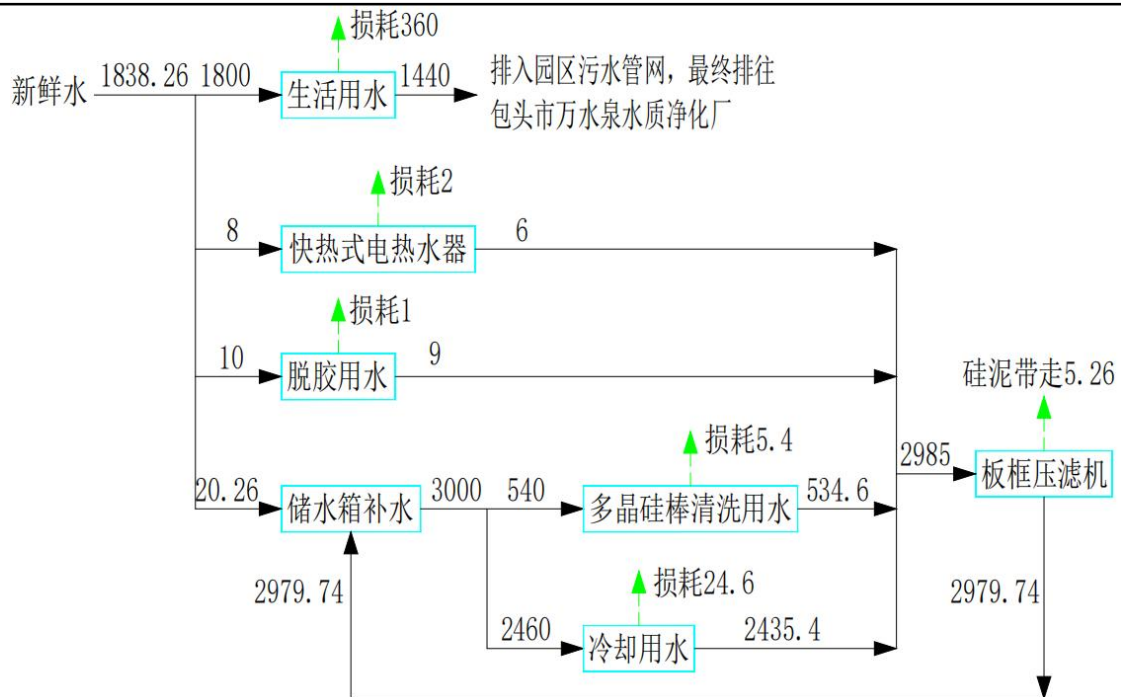 损耗360
新鲜水 1838.26 1800 生活用水 1440 排入园区污水管网，最终排往
包头市万水泉水质净化厂
损耗2
8 快热式电热水器 6
损耗1
10 脱胶用水 9
硅泥带走5.26
损耗5.4
2985 板框压滤机
20.26 储水箱补水 3000 540 多晶硅棒清洗用水 534.6
损耗24.6
2979.74 2979.74
2460 冷却用水 2435.4